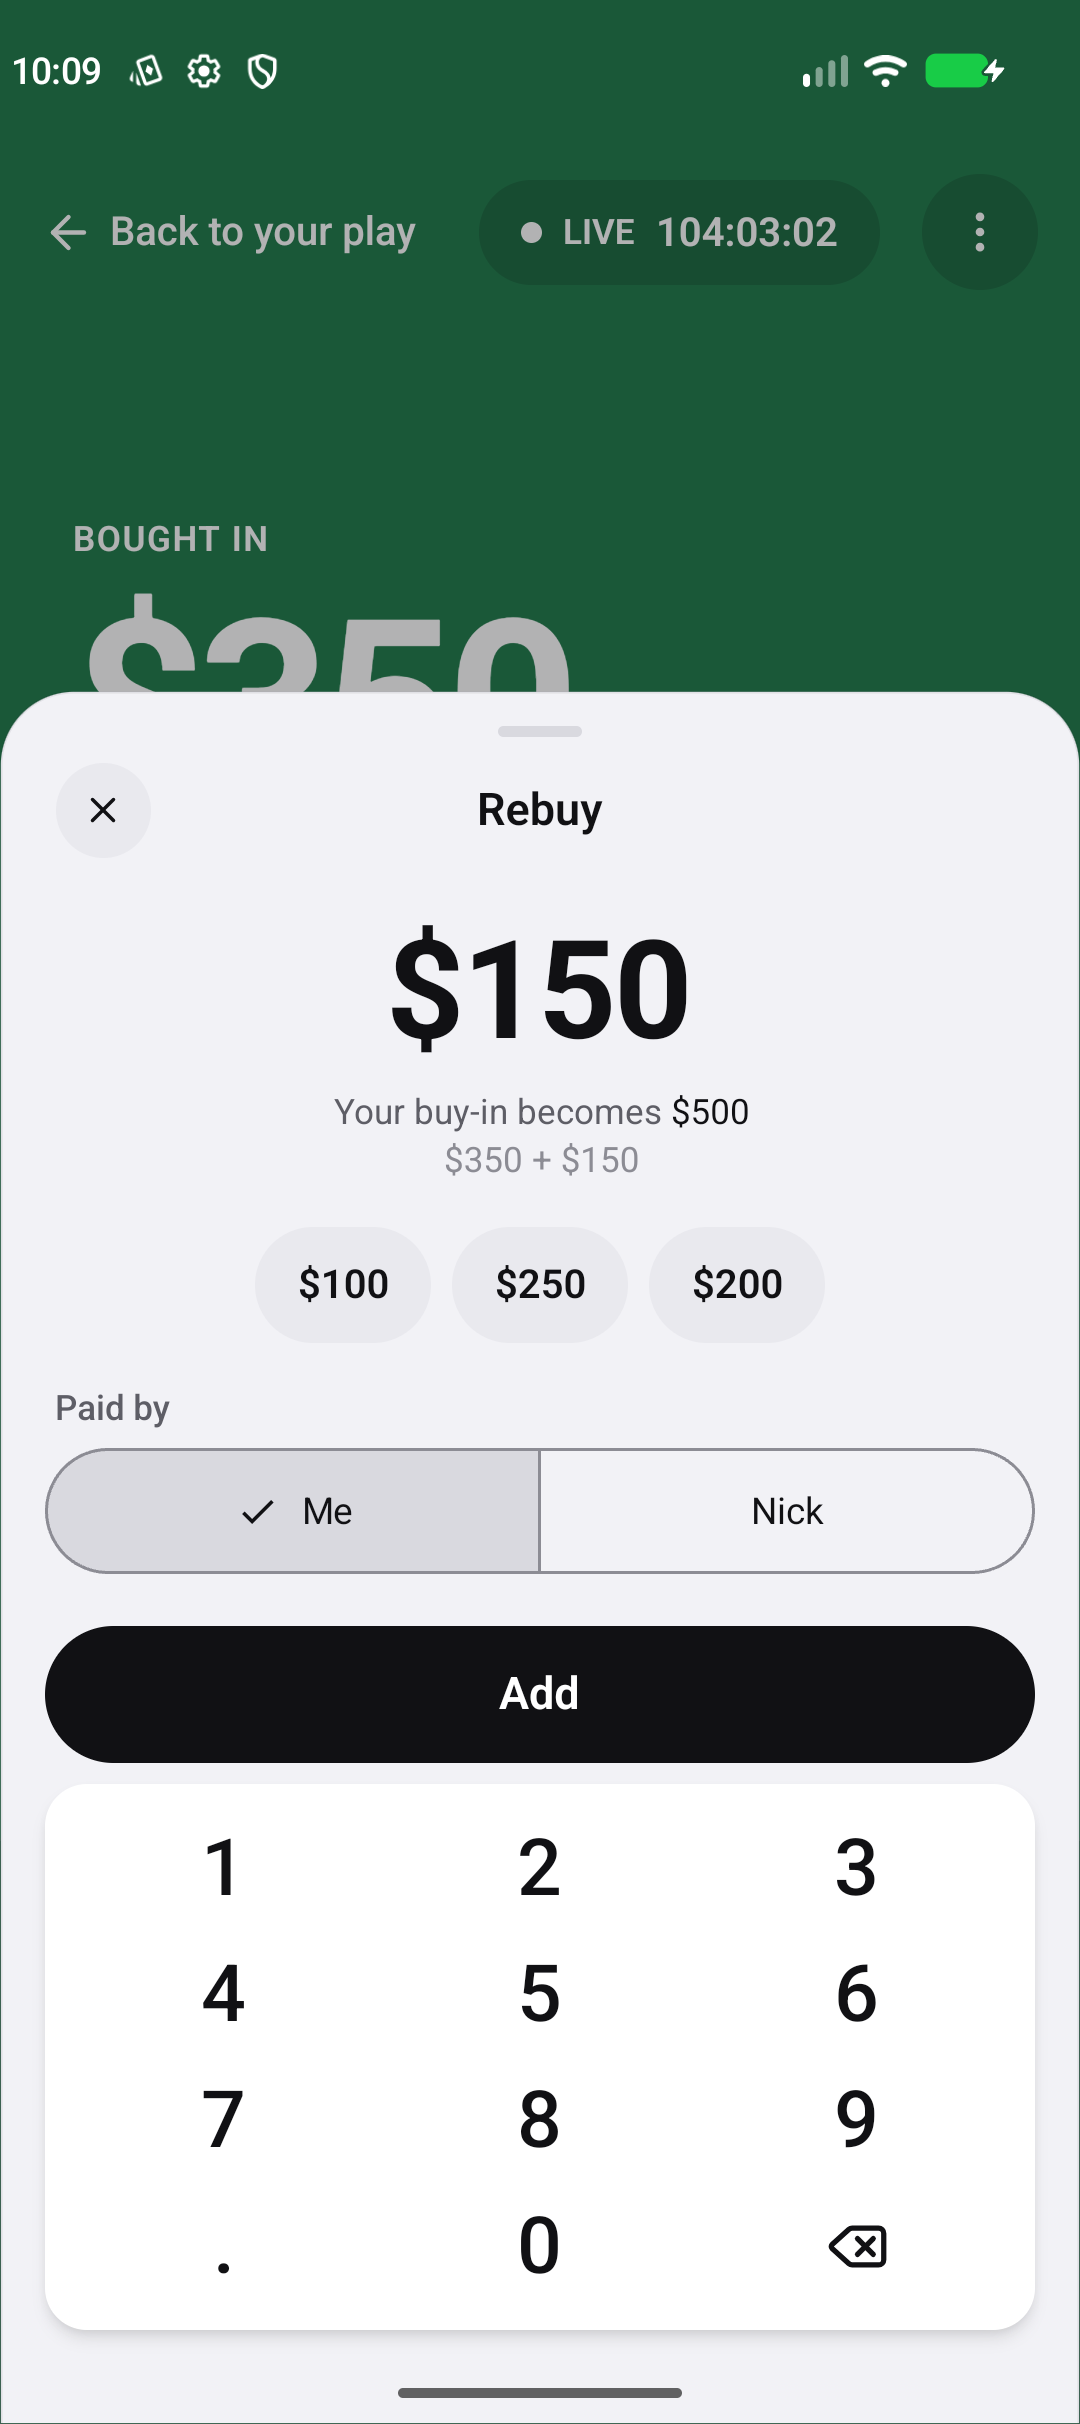 10:09
Back to your play
LIVE 104:03:02
BOUGHT IN
$350
Rebuy
$150
Your buy-in becomes $500
$350 + $150
$100 $250 $200
Paid by
Me Nick
Add
1 2 3
4 5 6
7 8 9
. 0